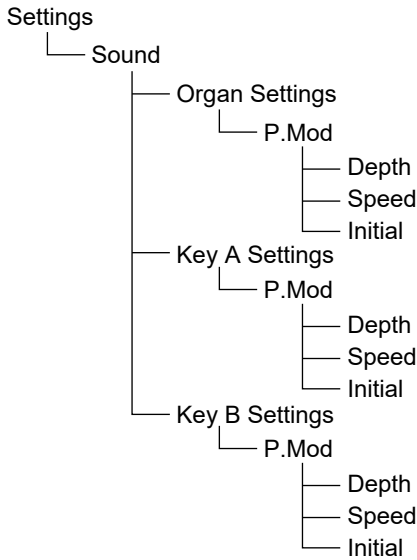 Settings
Sound
Organ Settings
P.Mod
Depth
Speed
Initial
Key A Settings
P.Mod
Depth
Speed
Initial
Key B Settings
P.Mod
Depth
Speed
Initial